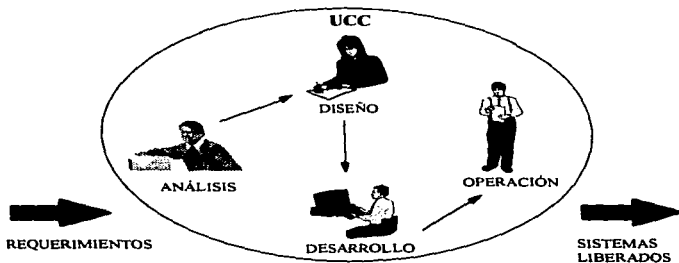 UCC
DISEÑO
ANÁLISIS
OPERACIÓN
REQUERIMIENTOS
DESARROLLO
SISTEMAS
LIBERADOS